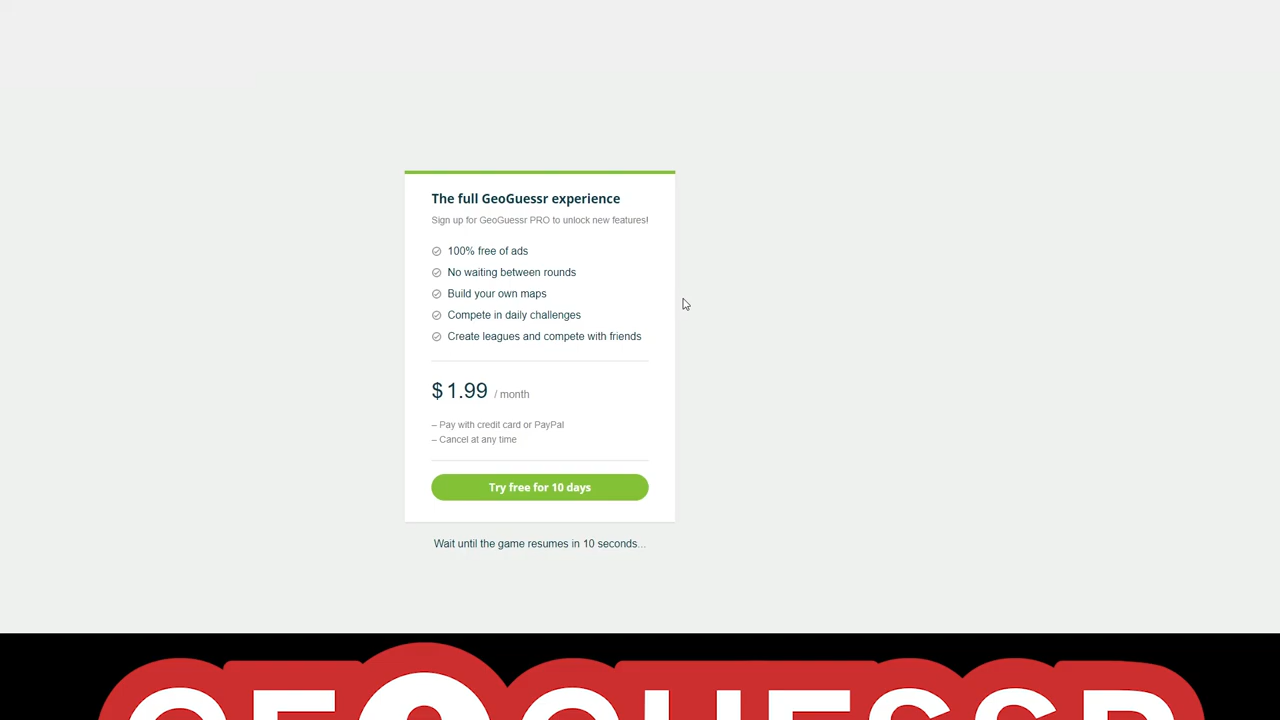 The full GeoGuessr experience
Sign up for GeoGuessr PRO to unlock new features!
100% free of ads
No waiting between rounds
Build your own maps
Compete in daily challenges
Create leagues and compete with friends
$ 1.99 / month
– Pay with credit card or PayPal
– Cancel at any time
Try free for 10 days
Wait until the game resumes in 10 seconds...
GEOGUESSR